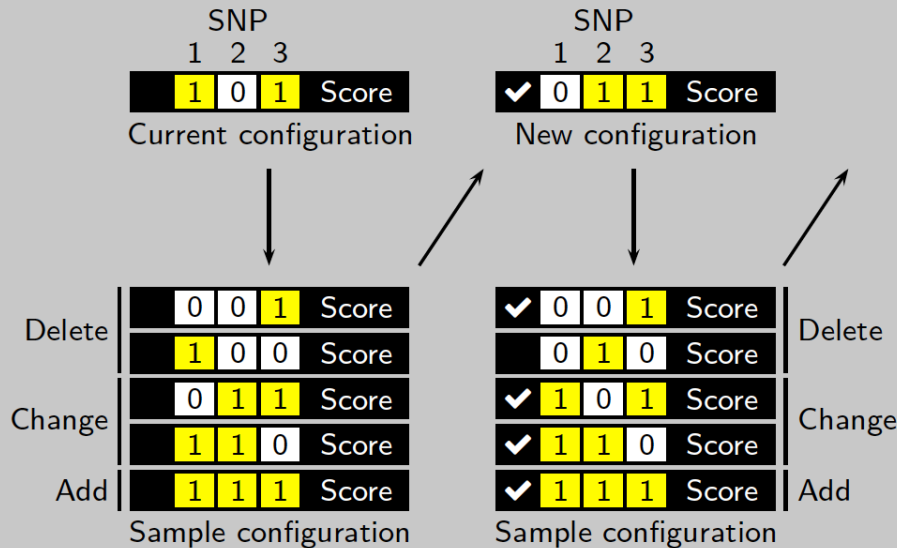 SNP
1 2 3
1 0 1 Score
Current configuration
SNP
1 2 3
✔ 0 1 1 Score
New configuration
Delete
0 0 1 Score
1 0 0 Score
Change
0 1 1 Score
1 1 0 Score
Add
1 1 1 Score
Sample configuration
✔ 0 0 1 Score
0 1 0 Score
Delete
✔ 1 0 1 Score
✔ 1 1 0 Score
Change
✔ 1 1 1 Score
Add
Sample configuration